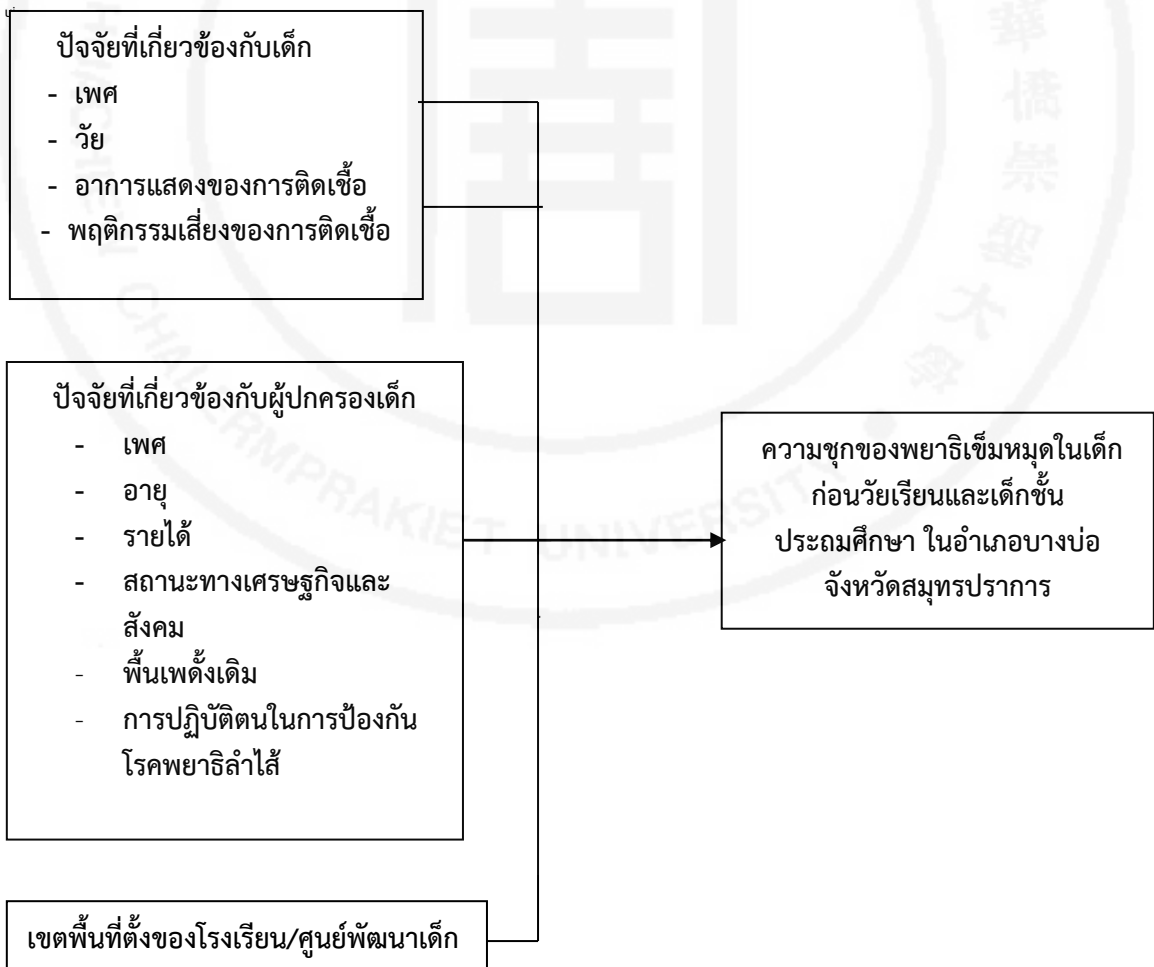 ปัจจัยที่เกี่ยวข้องกับเด็ก
- เพศ
- วัย
- อาการแสดงของการติดเชื้อ
- พฤติกรรมเสี่ยงของการติดเชื้อ
ปัจจัยที่เกี่ยวข้องกับผู้ปกครองเด็ก
- เพศ
- อายุ
- รายได้
- สถานะทางเศรษฐกิจและ
สังคม
- พื้นเพดั้งเดิม
- การปฏิบัติตนในการป้องกัน
โรคพยาธิลำไส้
เขตพื้นที่ตั้งของโรงเรียน/ศูนย์พัฒนาเด็ก
ความชุกของพยาธิเข็มหมุดในเด็ก
ก่อนวัยเรียนและเด็กชั้น
ประถมศึกษา ในอำเภอบางบ่อ
จังหวัดสมุทรปราการ
CHALERMPRAKIET UNIVERSITY
華僑崇聖大學